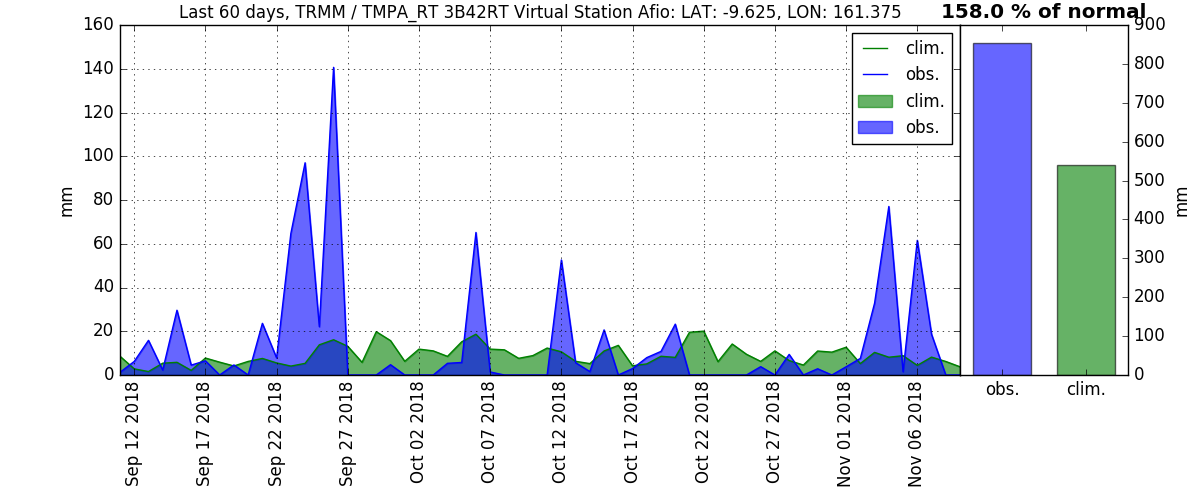 Last 60 days, TRMM / TMPA_RT 3B42RT Virtual Station Afio: LAT: -9.625, LON: 161.375
158.0 % of normal
160
140
120
100
80
60
40
20
0
mm
clim.
obs.
clim.
obs.
Sep 12 2018
Sep 17 2018
Sep 22 2018
Sep 27 2018
Oct 02 2018
Oct 07 2018
Oct 12 2018
Oct 17 2018
Oct 22 2018
Oct 27 2018
Nov 01 2018
Nov 06 2018
900
800
700
600
500
400
300
200
100
0
mm
obs.
clim.